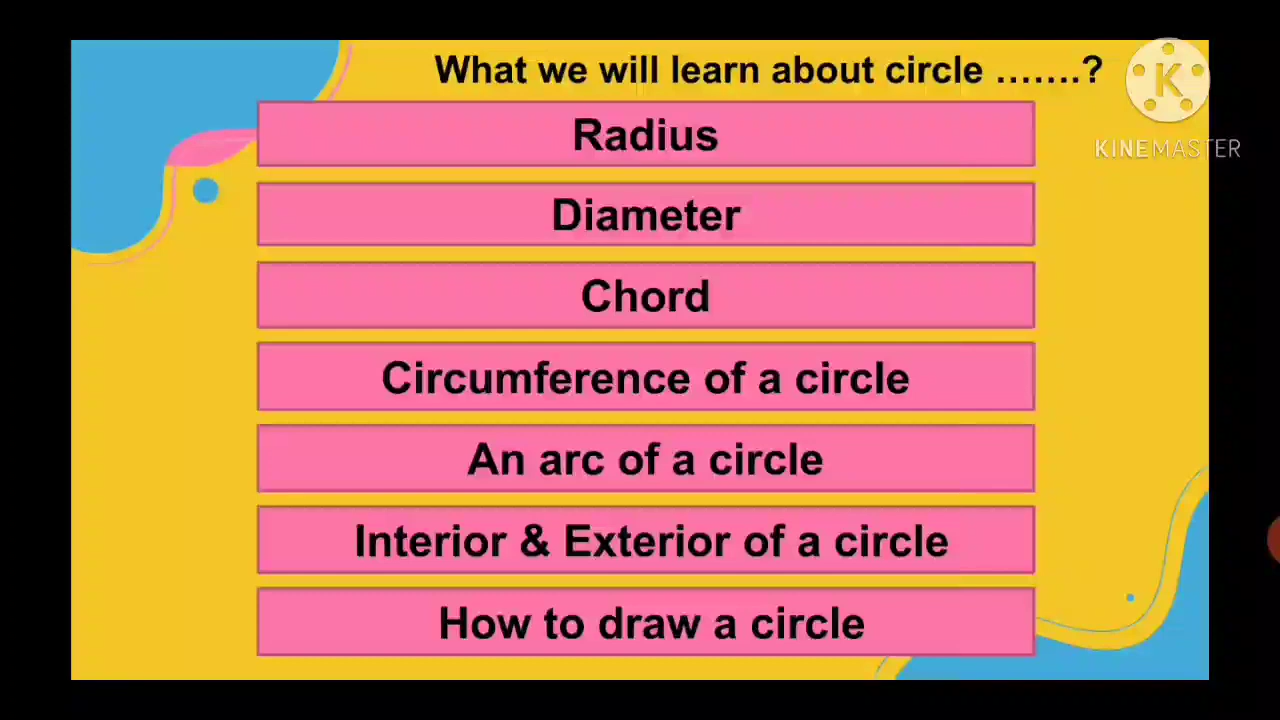 What we will learn about circle .......?
K
KINEMASTER
Radius
Diameter
Chord
Circumference of a circle
An arc of a circle
Interior & Exterior of a circle
How to draw a circle